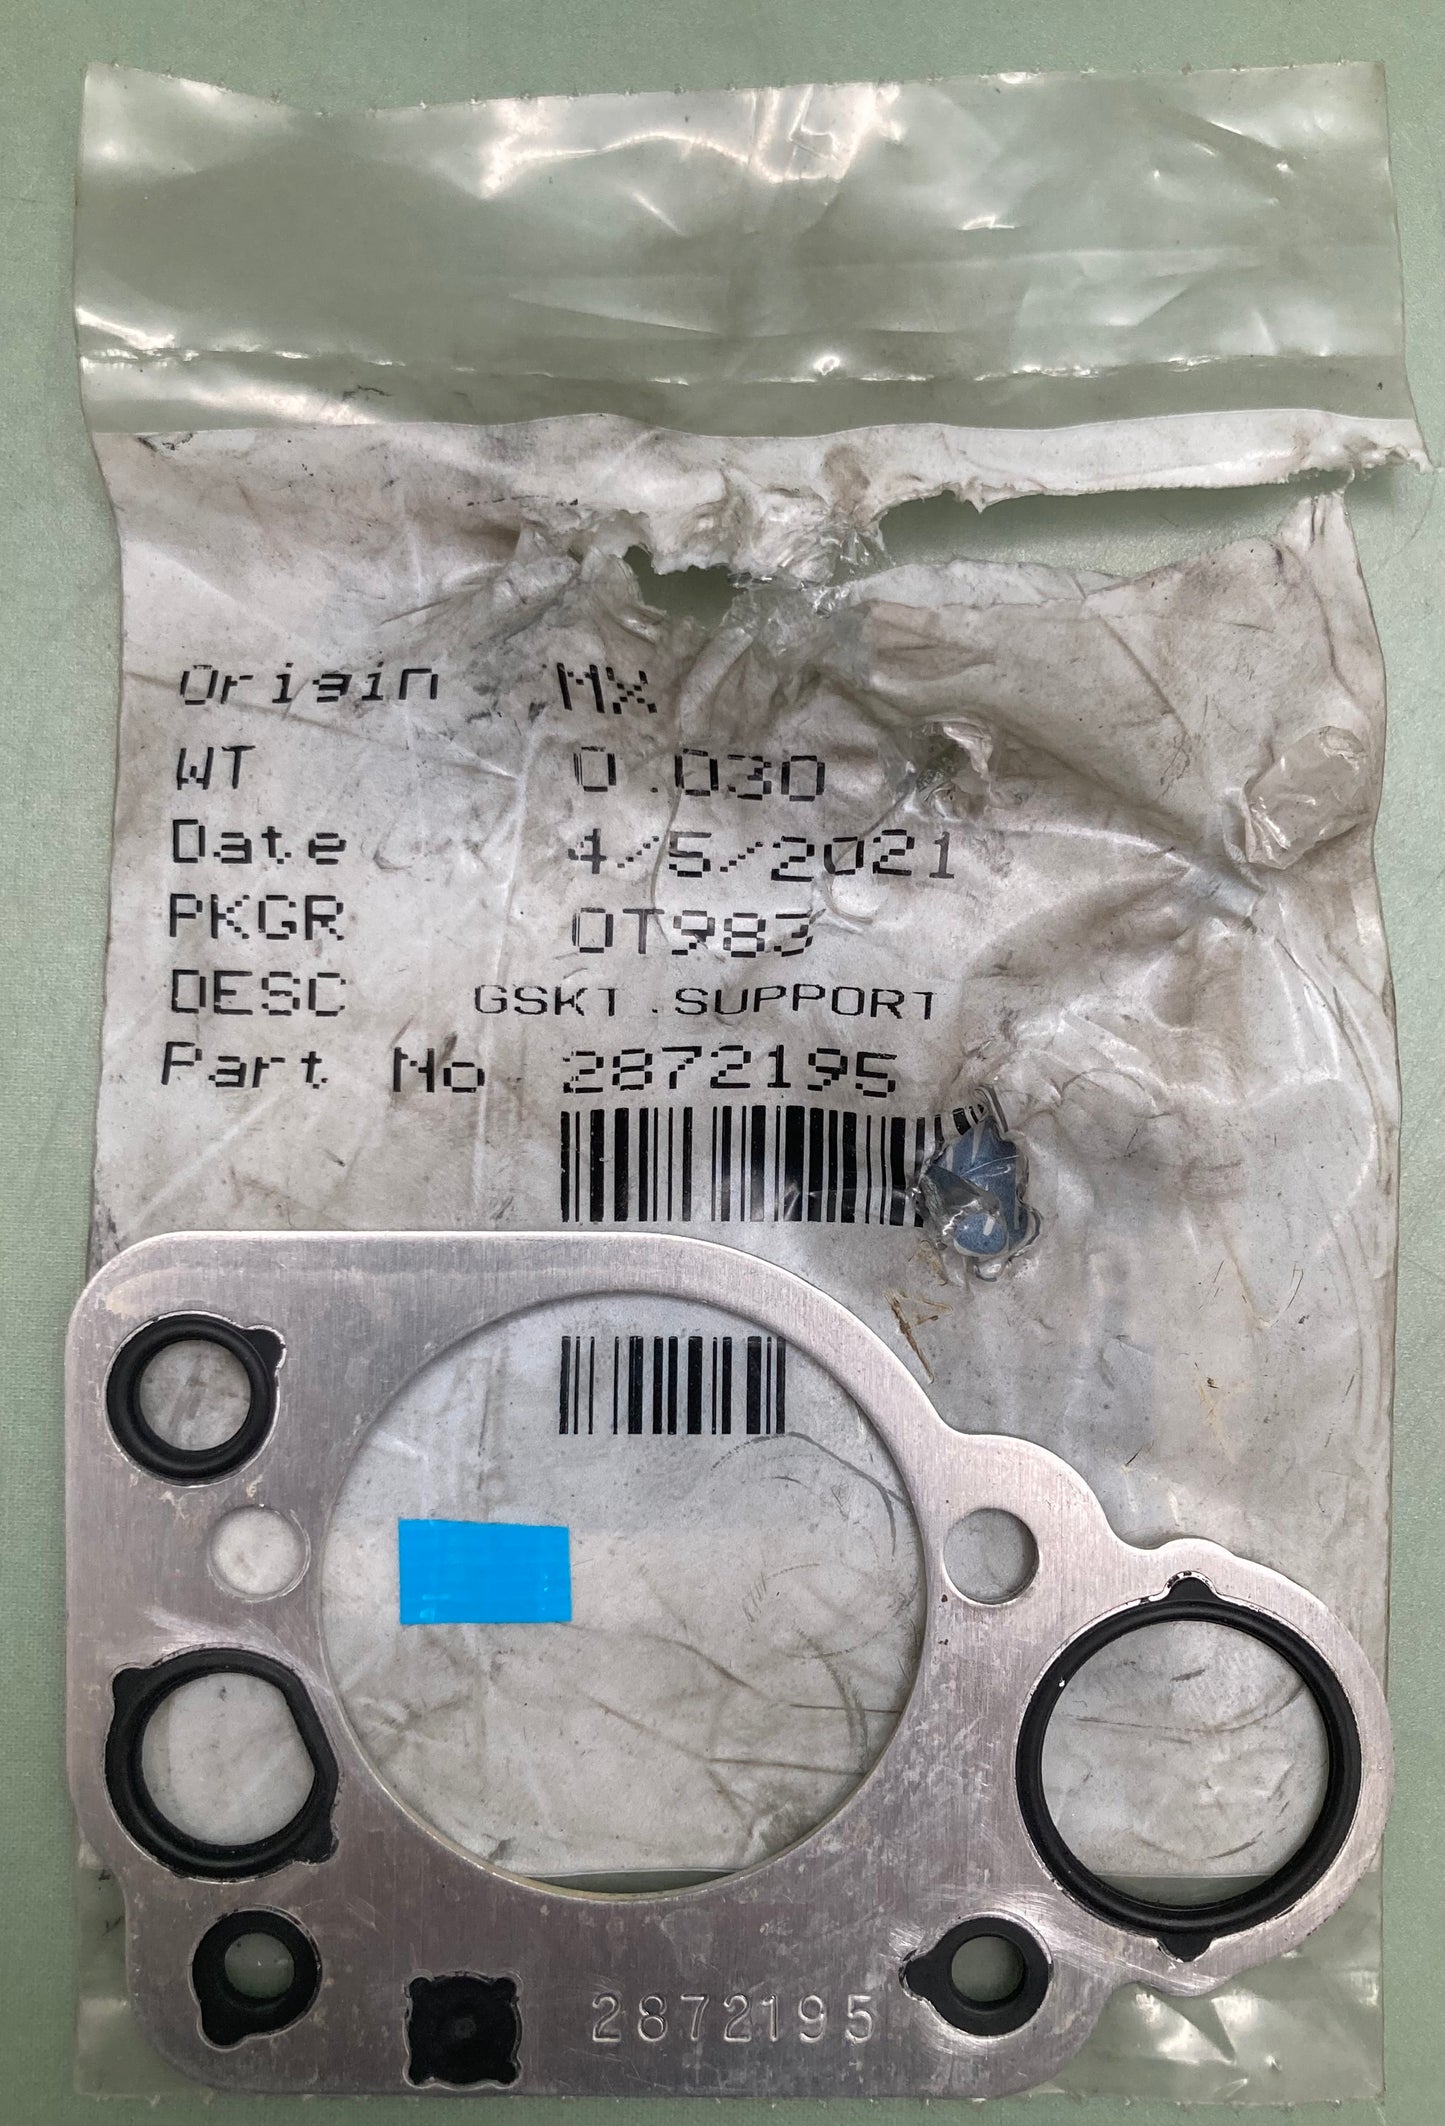 Origin MX
WT 0.030
Date 4/5/2021
PKGR OT983
DESC GSKT.SUPPORT
Part No 2872195
2872195